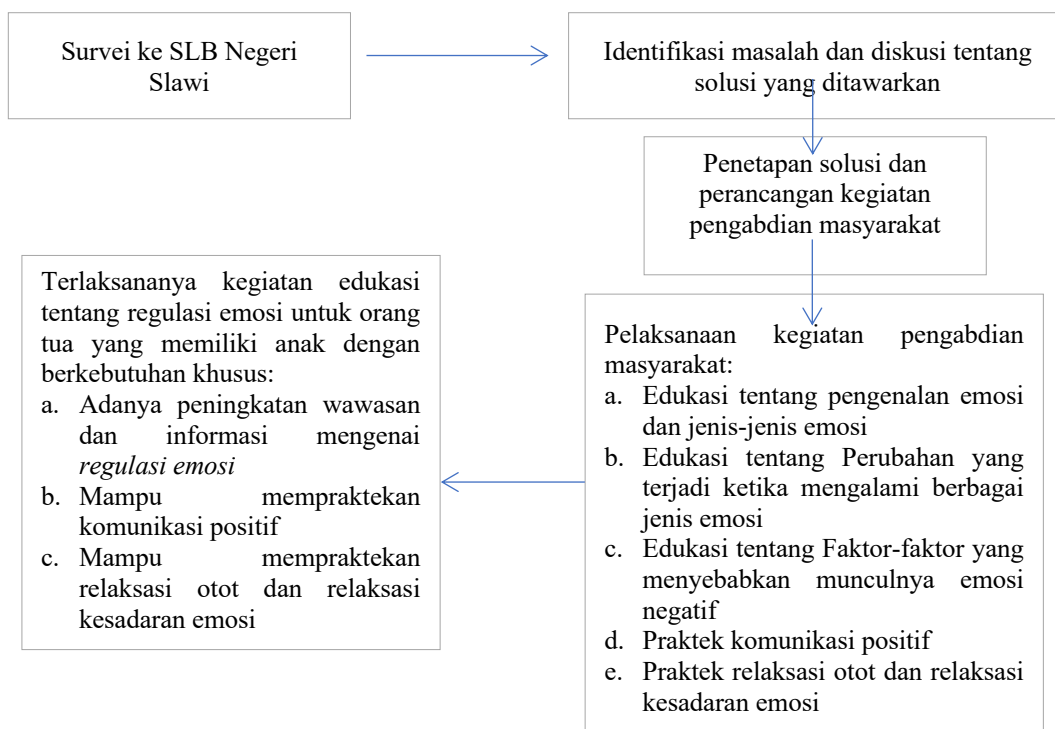 Survei ke SLB Negeri
Slawi
Identifikasi masalah dan diskusi tentang
solusi yang ditawarkan
Penetapan solusi dan
perancangan kegiatan
pengabdian masyarakat
Pelaksanaan kegiatan pengabdian
masyarakat:
a. Edukasi tentang pengenalan emosi
dan jenis-jenis emosi
b. Edukasi tentang Perubahan yang
terjadi ketika mengalami berbagai
jenis emosi
c. Edukasi tentang Faktor-faktor yang
menyebabkan munculnya emosi
negatif
d. Praktek komunikasi positif
e. Praktek relaksasi otot dan relaksasi
kesadaran emosi
Terlaksananya kegiatan edukasi
tentang regulasi emosi untuk orang
tua yang memiliki anak dengan
berkebutuhan khusus:
a. Adanya peningkatan wawasan
dan informasi mengenai
regulasi emosi
b. Mampu mempraktekan
komunikasi positif
c. Mampu mempraktekan
relaksasi otot dan relaksasi
kesadaran emosi